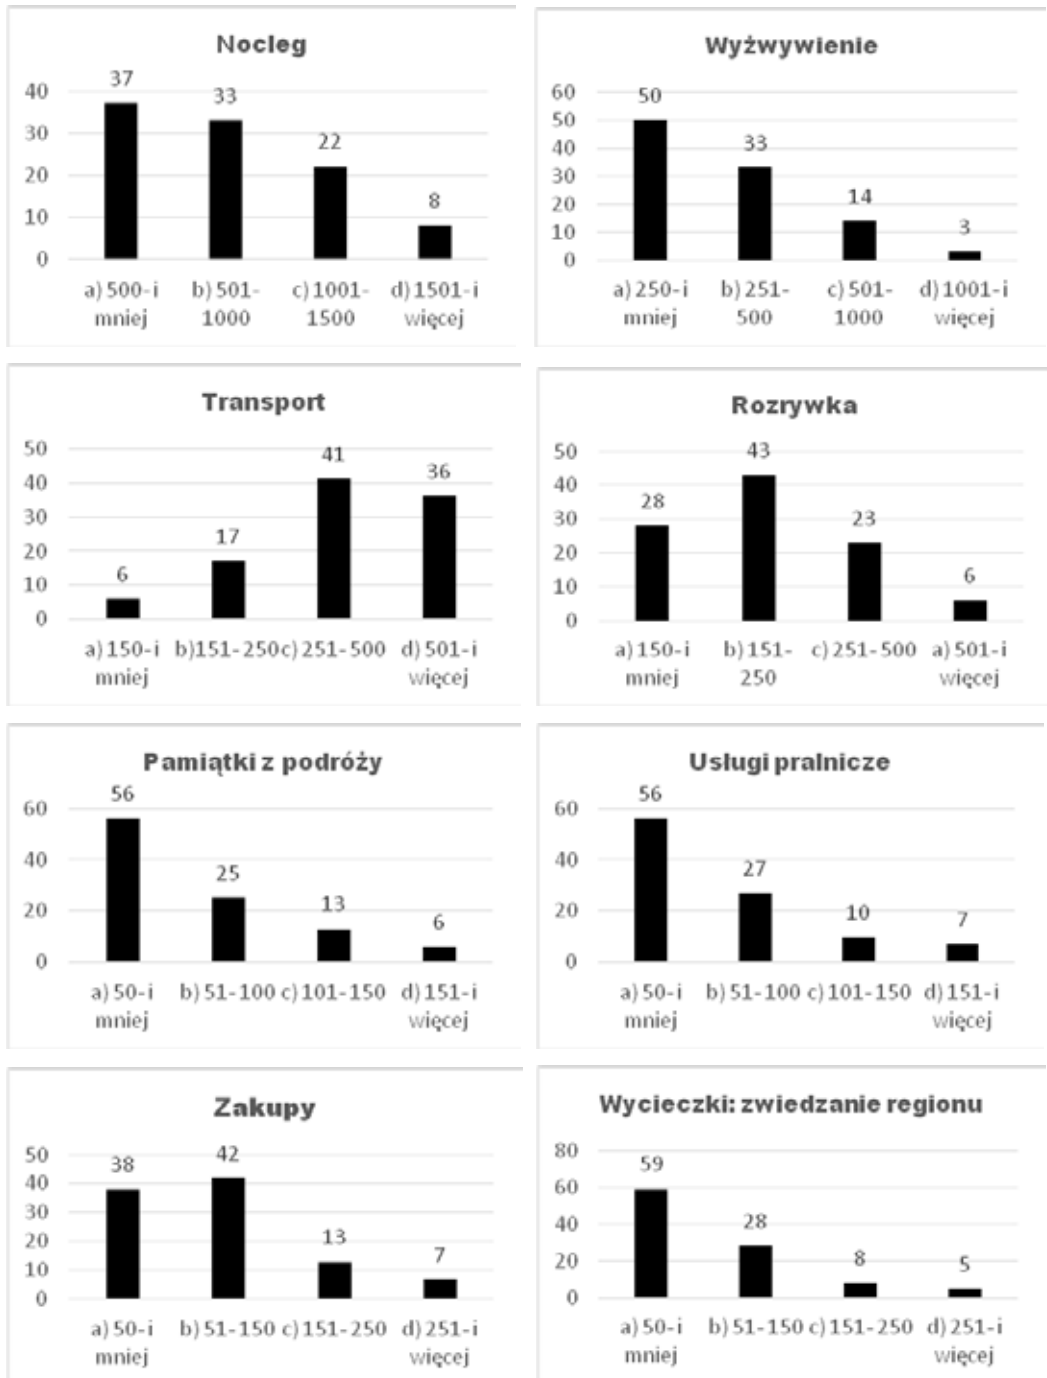 Nocleg
37
33
22
8
40
30
20
10
0
a) 500-i mniej
b) 501-1000
c) 1001-1500
d) 1501-i więcej
Wyżwywienie
50
33
14
3
60
50
40
30
20
10
0
a) 250-i mniej
b) 251-500
c) 501-1000
d) 1001-i więcej
Transport
6
17
41
36
50
40
30
20
10
0
a) 150-i mniej
b)151-250
c) 251-500
d) 501-i więcej
Rozrywka
28
43
23
6
50
40
30
20
10
0
a) 150-i mniej
b) 151-250
c) 251-500
a) 501-i więcej
Pamiątki z podróży
56
25
13
6
60
40
20
0
a) 50-i mniej
b) 51-100
c) 101-150
d) 151-i więcej
Usługi pralnicze
56
27
10
7
60
40
20
0
a) 50-i mniej
b) 51-100
c) 101-150
d) 151-i więcej
Zakupy
38
42
13
7
50
40
30
20
10
0
a) 50-i mniej
b) 51-150
c) 151-250
d) 251-i więcej
Wycieczki: zwiedzanie regionu
59
28
8
5
80
60
40
20
0
a) 50-i mniej
b) 51-150
c) 151-250
d) 251-i więcej